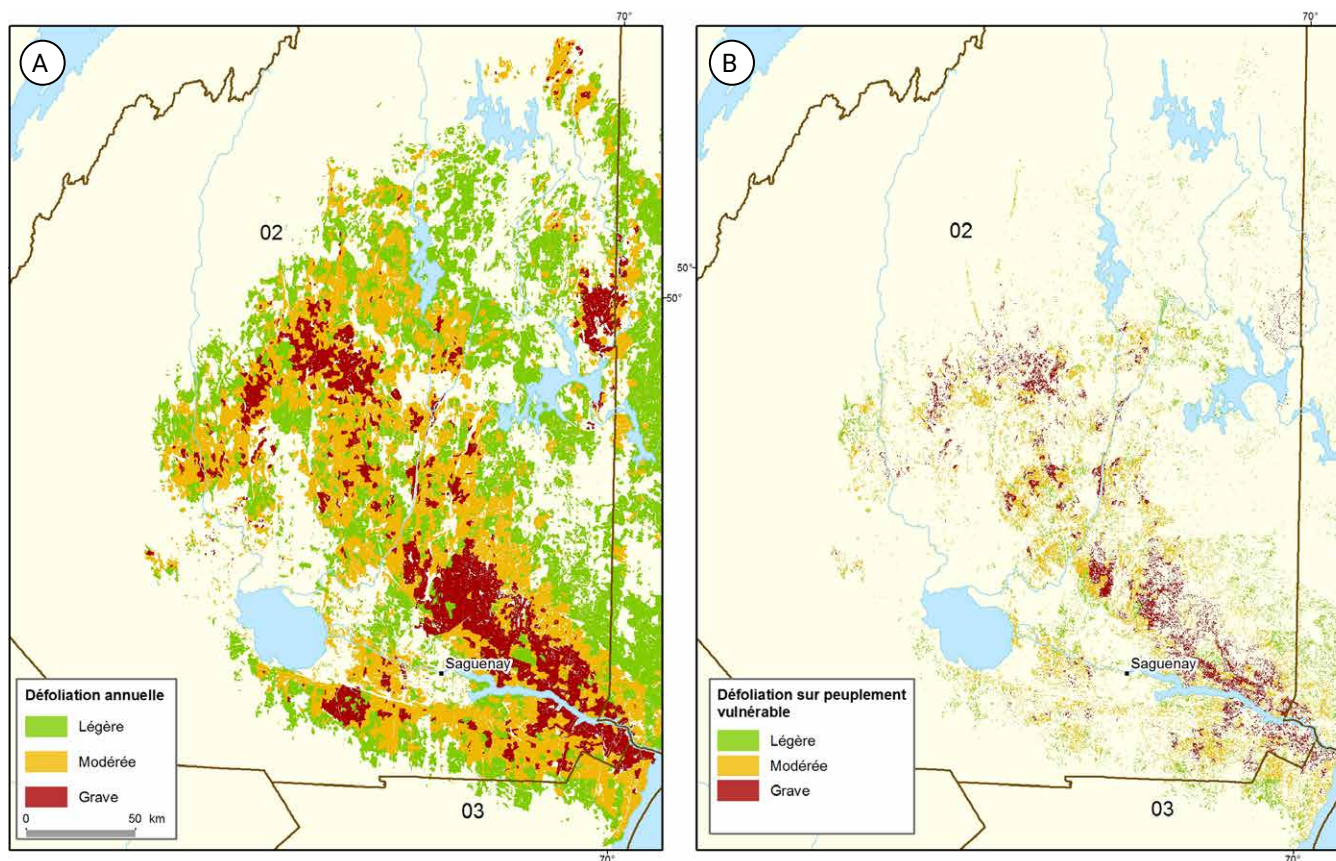 70°
A
02
50°
Saguenay
Défoliation annuelle
Légère
Modérée
Grave
0 50 km
03
70°
70°
B
02
50°
Saguenay
Défoliation sur peuplement
vulnérable
Légère
Modérée
Grave
03
70°